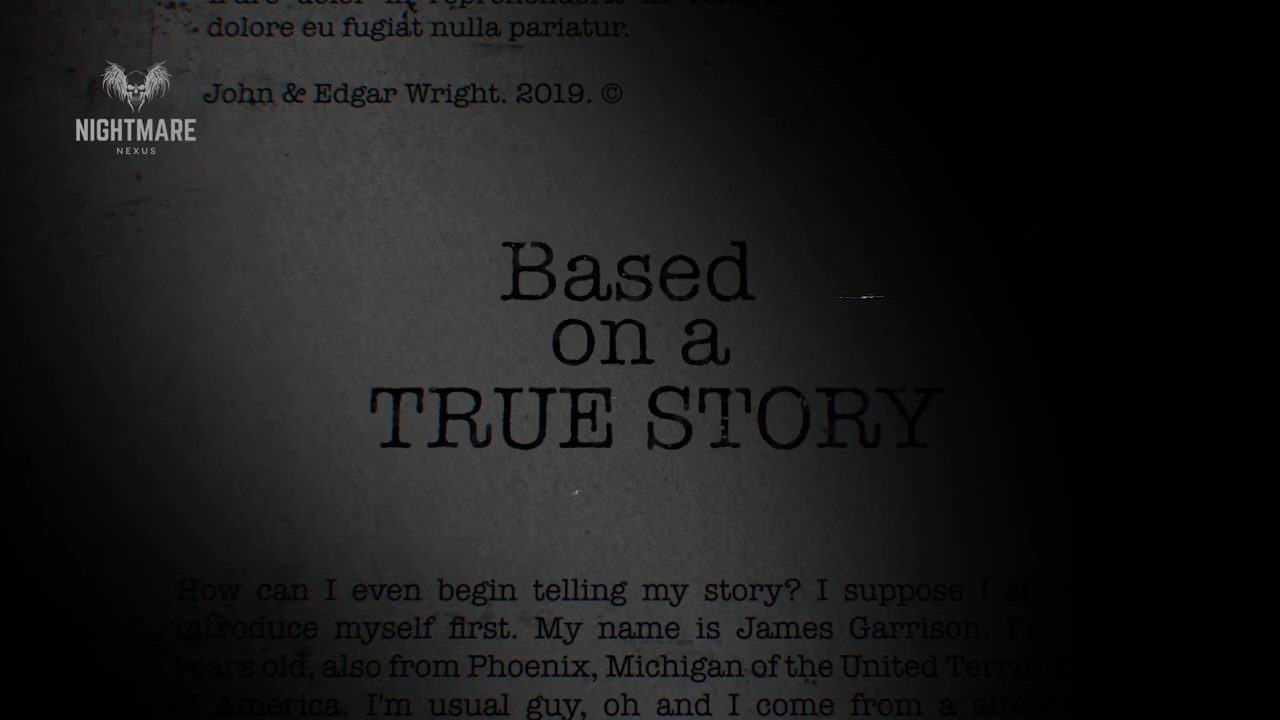 dolore eu fugiat nulla pariatur.
John & Edgar Wright. 2019. ©
NIGHTMARE
NEXUS
Based
on a
TRUE STORY
How can I even begin telling my story? I suppose I
introduce myself first. My name is James Garrison, I'm
years old, also from Phoenix, Michigan of the United
of America. I'm usual guy, oh and I come from a